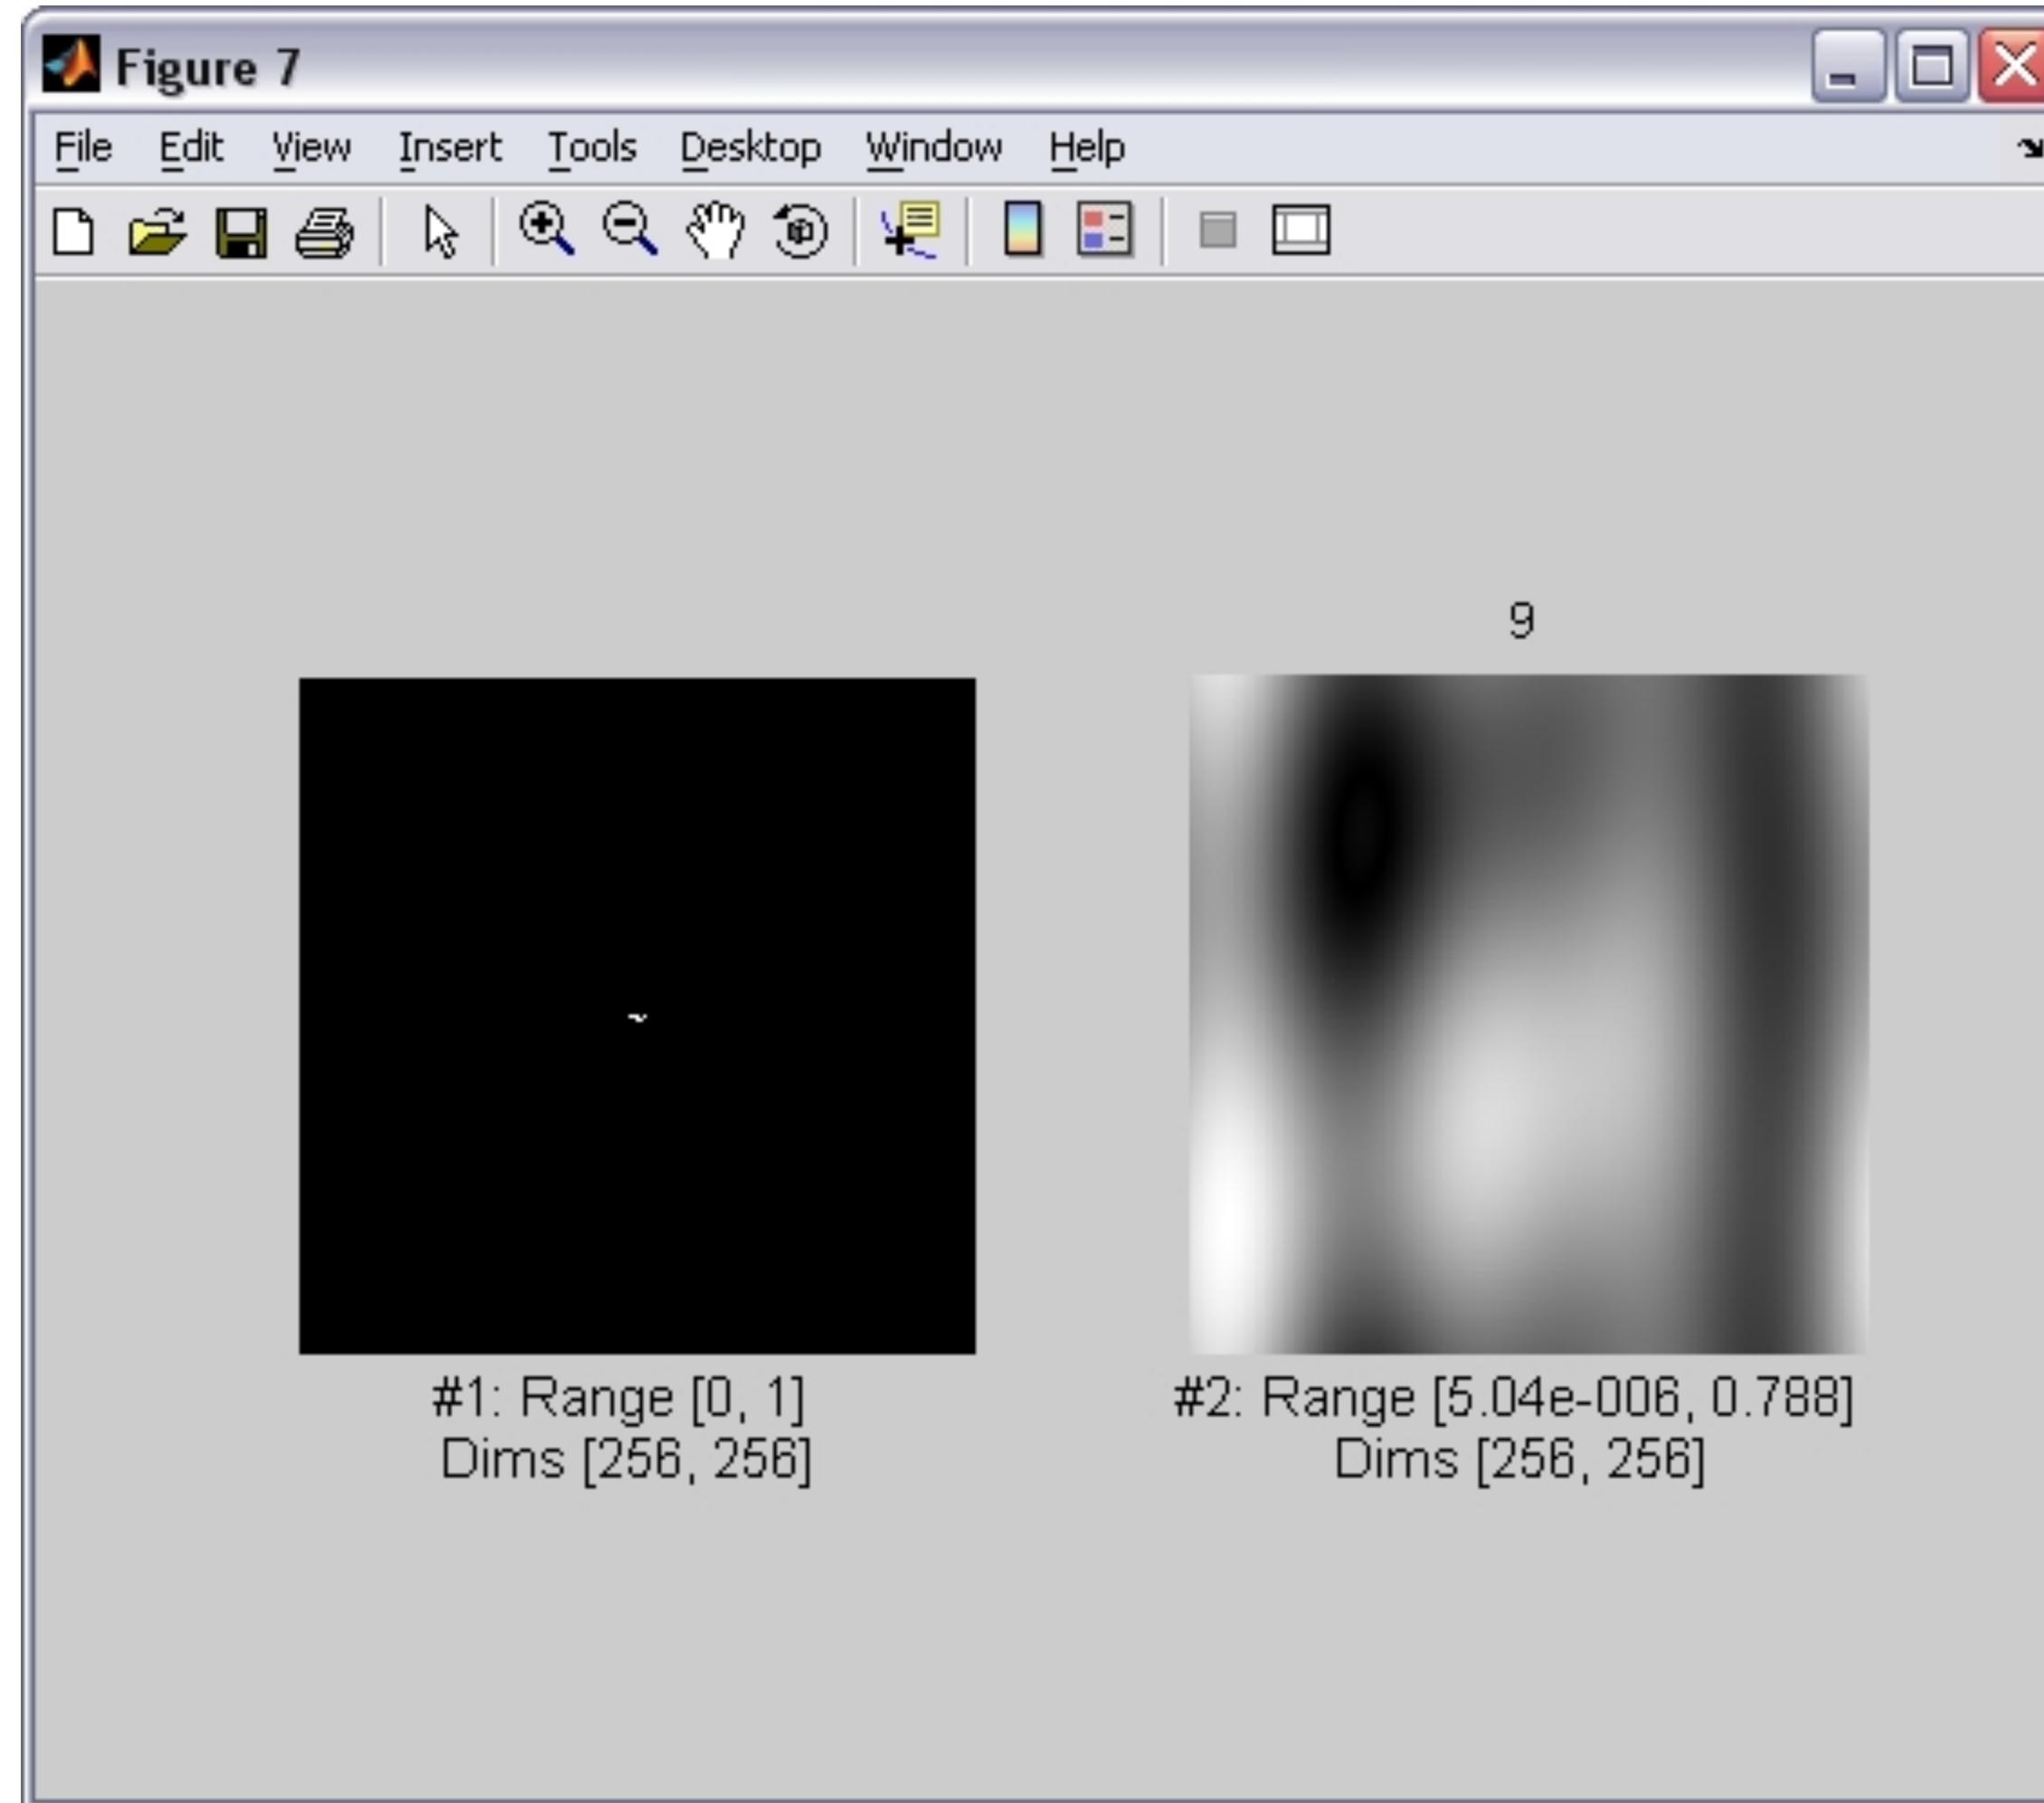 Figure 7
File Edit View Insert Tools Desktop Window Help
9
#1: Range [0, 1]
Dims [256, 256]
#2: Range [5.04e-006, 0.788]
Dims [256, 256]